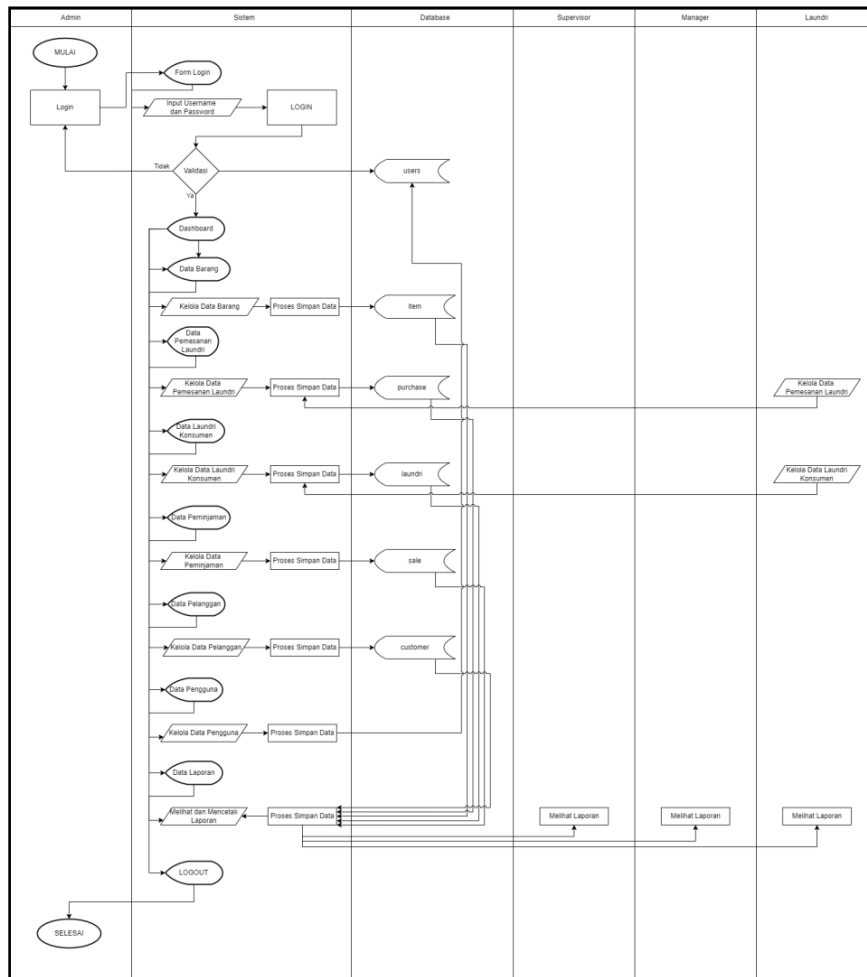 Admin
Sistem
Database
Supervisor
Manager
Laundri
MULAI
Form Login
Login
Input Username
dan Password
LOGIN
Tidak
Validasi
users
Ya
Dashboard
Data Barang
Kelola Data Barang
Proses Simpan Data
item
Data
Pemesanan
Laundri
Kelola Data
Pemesanan Laundri
Proses Simpan Data
purchase
Kelola Data
Pemesanan Laundri
Data Laundri
Konsumen
Kelola Data Laundri
Konsumen
Proses Simpan Data
laundri
Kelola Data Laundri
Konsumen
Data Peminjaman
Kelola Data
Peminjaman
Proses Simpan Data
sale
Data Pelanggan
Kelola Data Pelanggan
Proses Simpan Data
customer
Data Pengguna
Kelola Data Pengguna
Proses Simpan Data
Data Laporan
Melihat dan Mencetak
Laporan
Proses Simpan Data
Melihat Laporan
Melihat Laporan
Melihat Laporan
LOGOUT
SELESAI